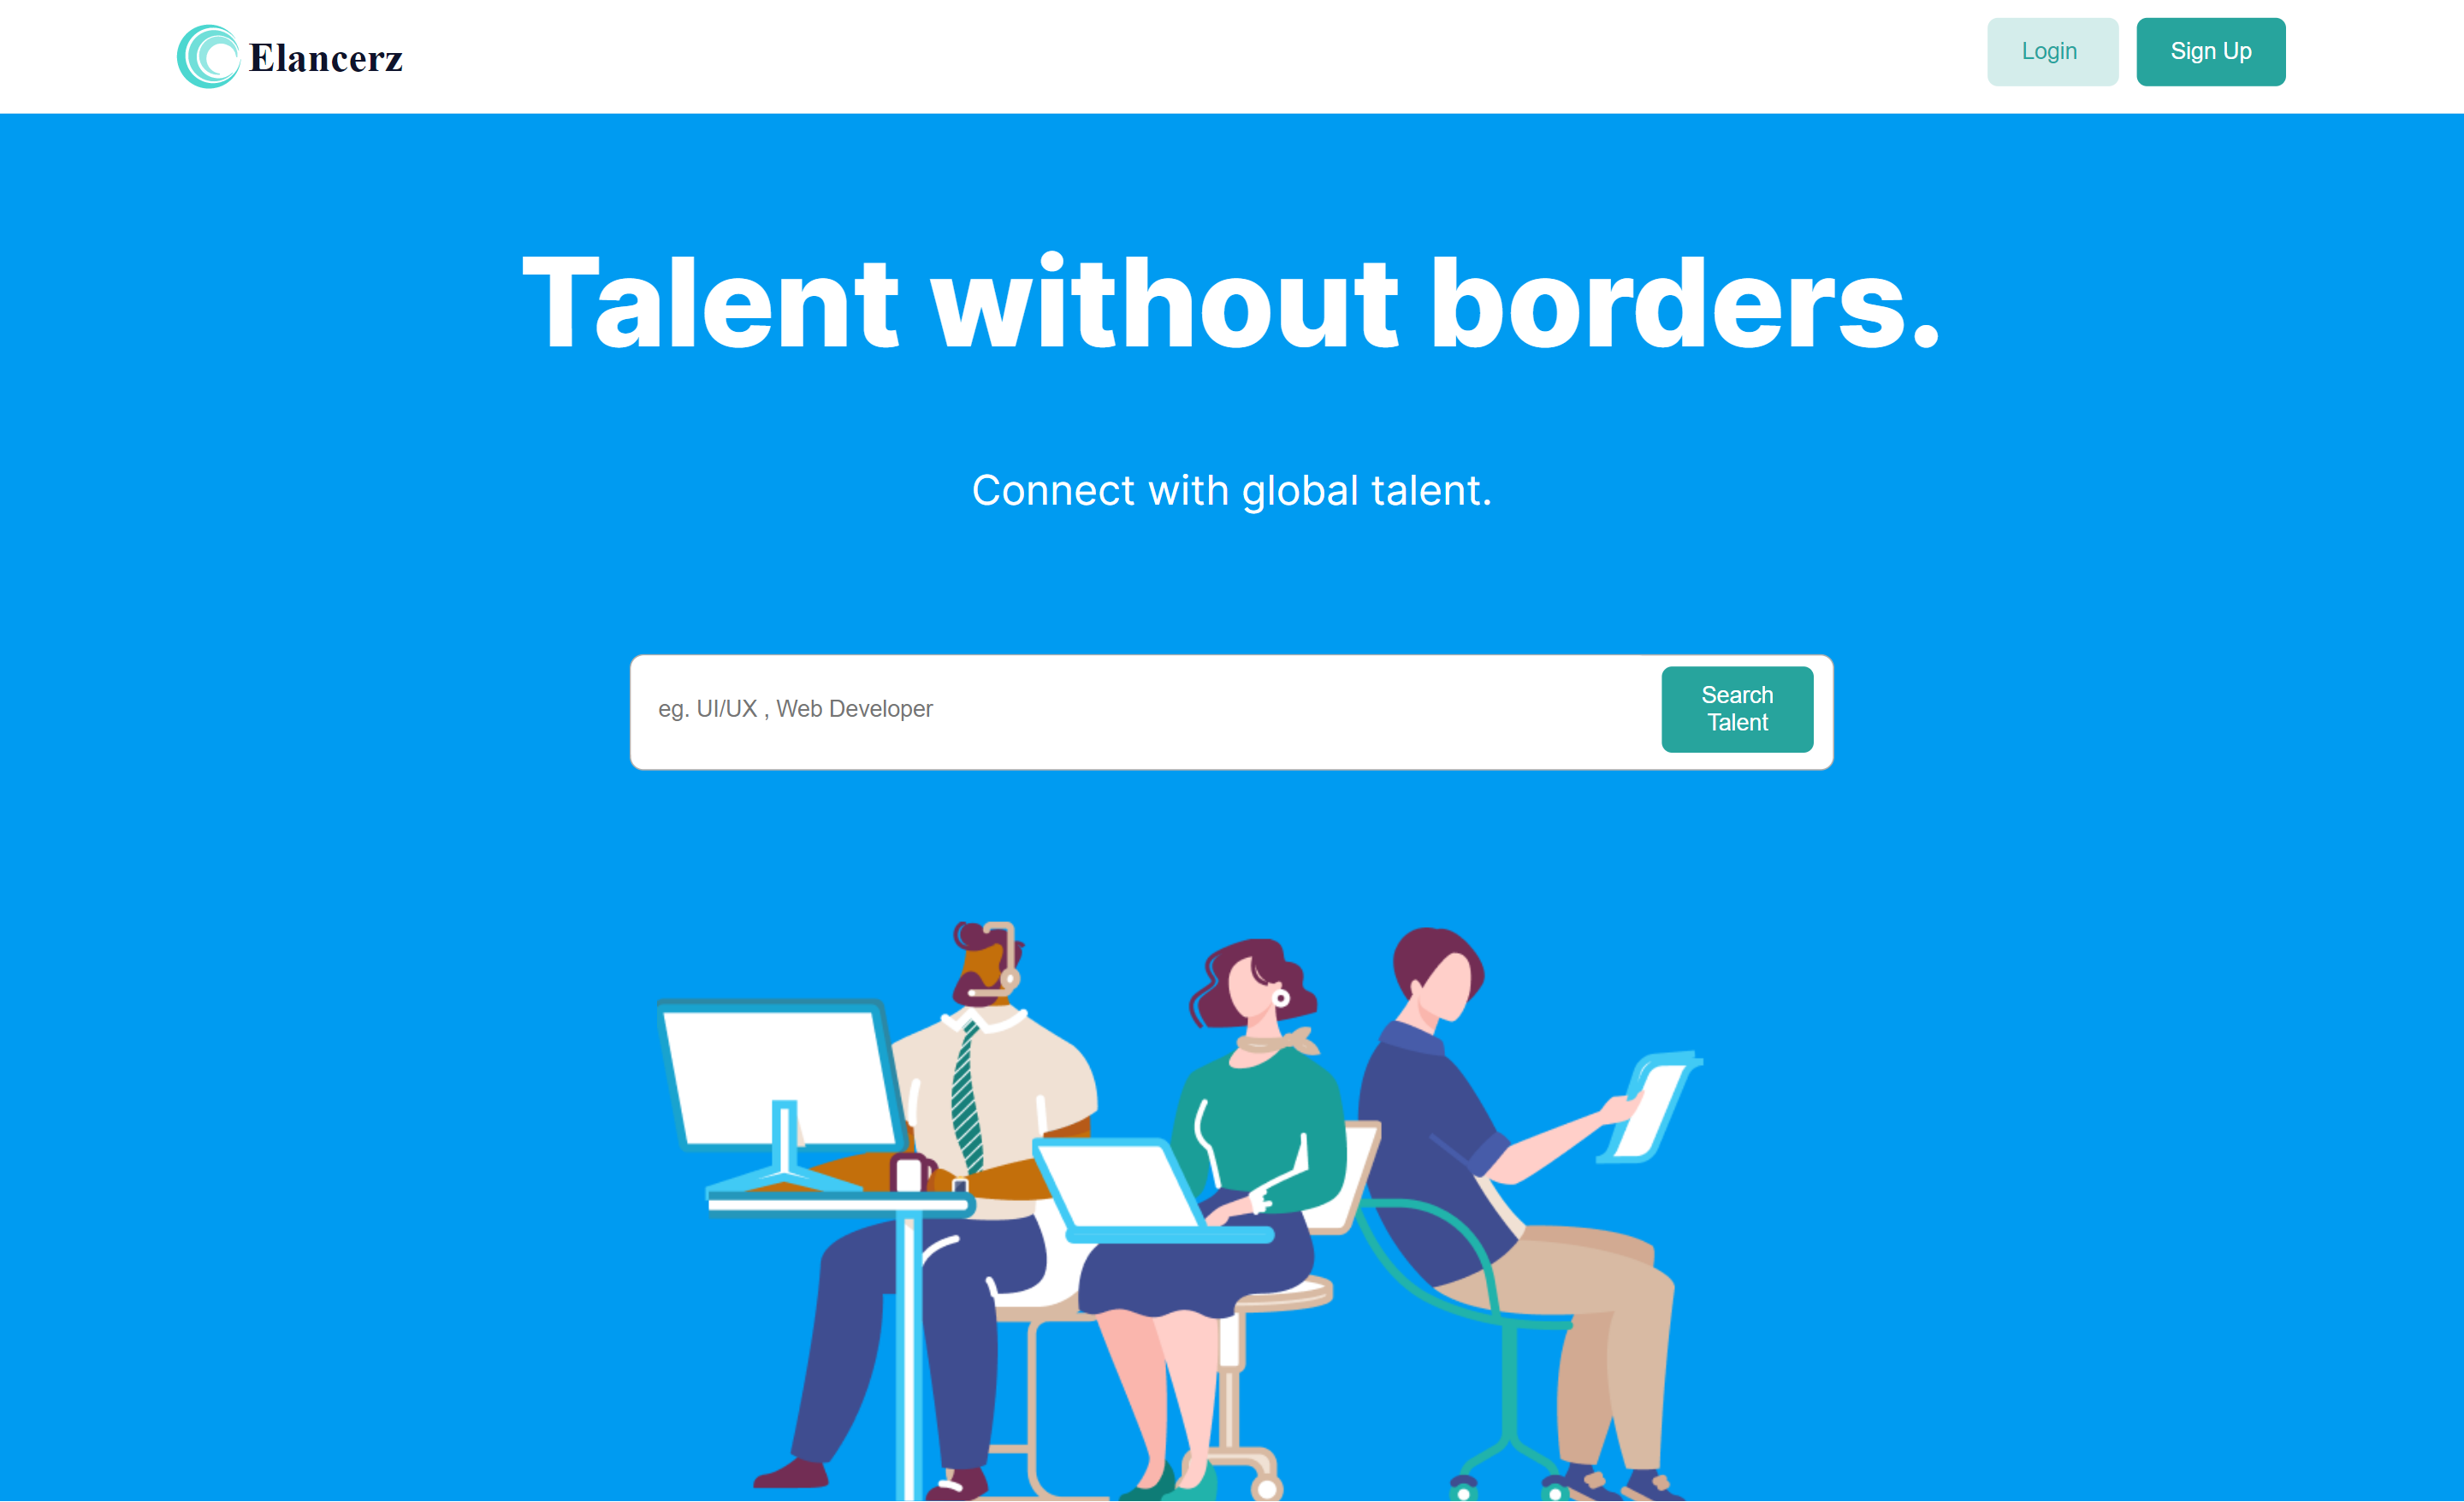 Elancerz
Login
Sign Up
Talent without borders.
Connect with global talent.
eg. UI/UX , Web Developer
Search
Talent